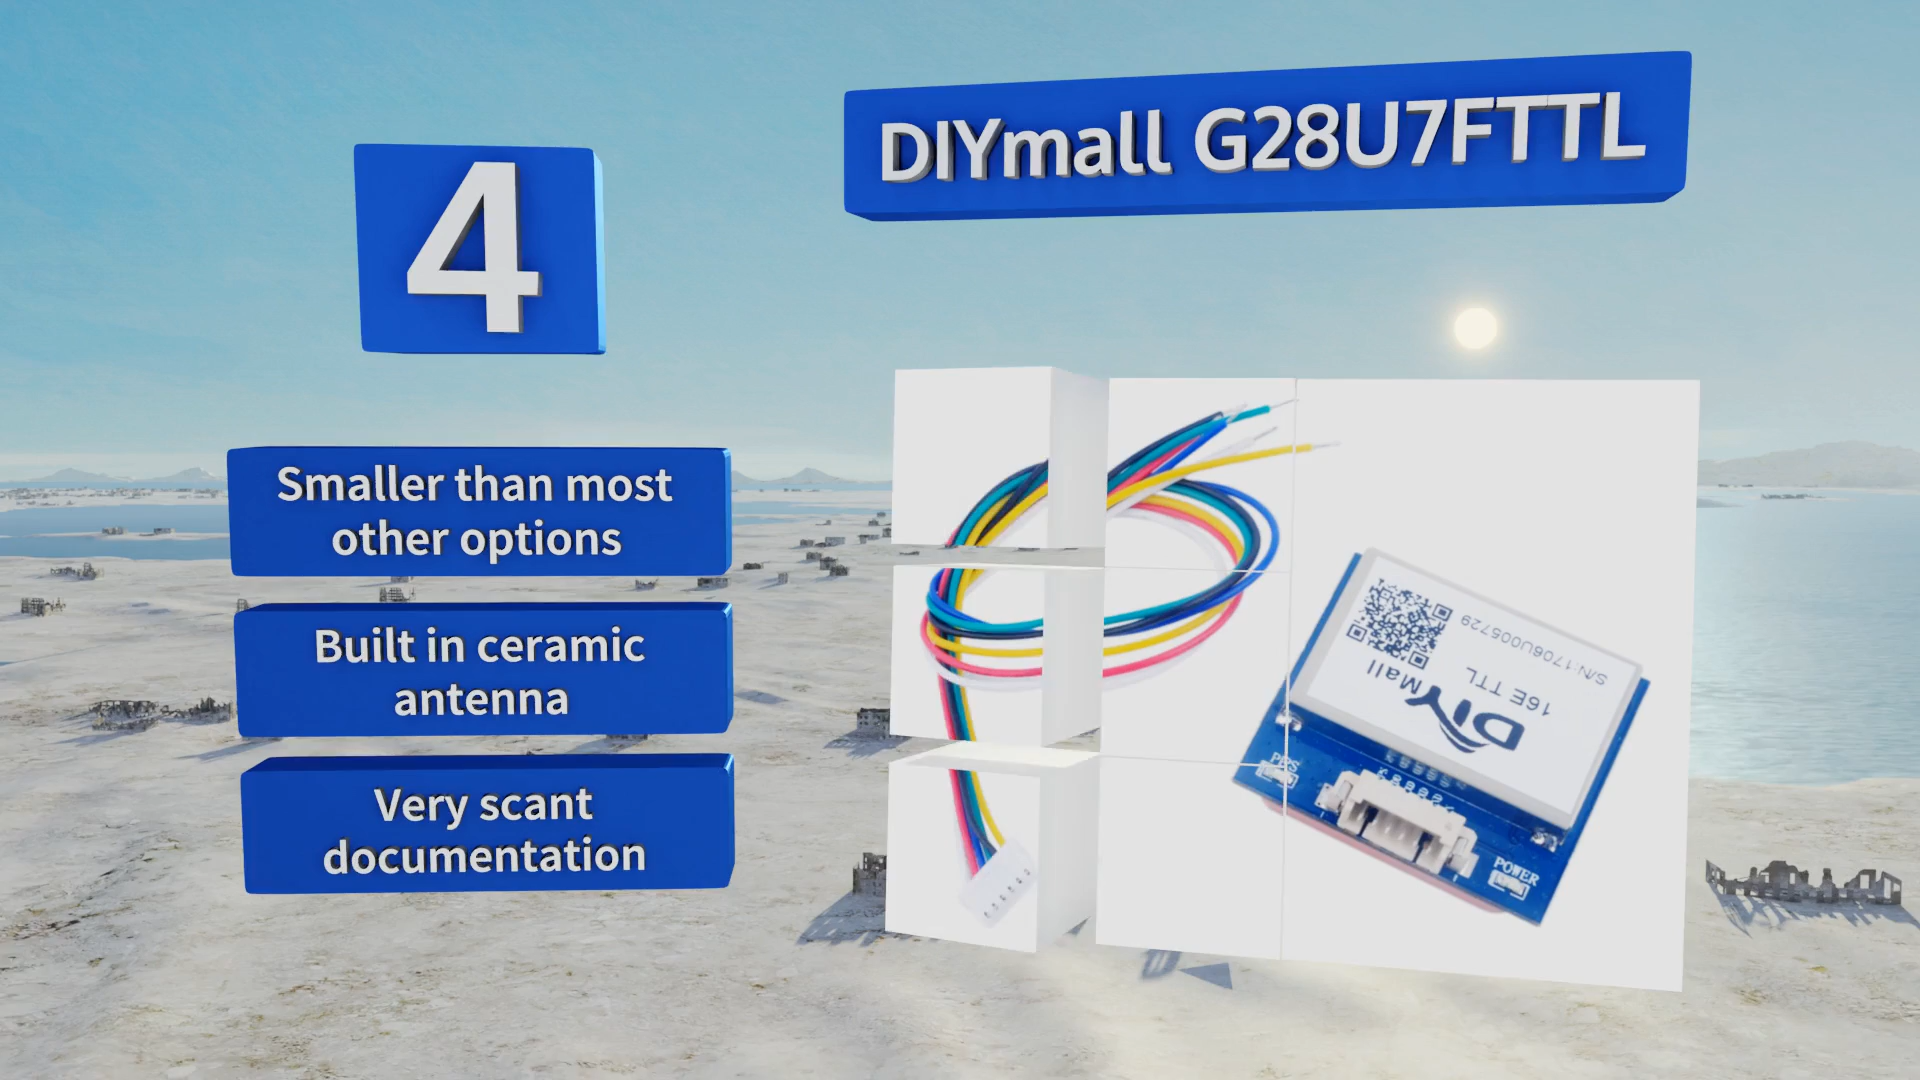 4
DIYmall G28U7FTTL
Smaller than most
other options
Built in ceramic
antenna
Very scant
documentation
S/N:1706U005729
16E TTL
DIYMall
PPS
POWER